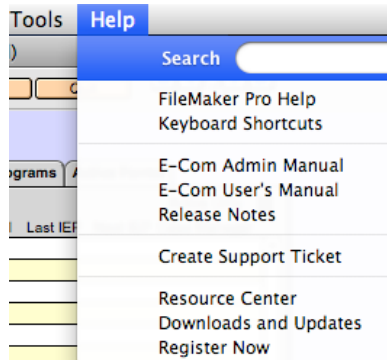 Tools Help
)
Search
FileMaker Pro Help
Keyboard Shortcuts
ograms
E-Com Admin Manual
E-Com User's Manual
Release Notes
Last IEP
Create Support Ticket
Resource Center
Downloads and Updates
Register Now